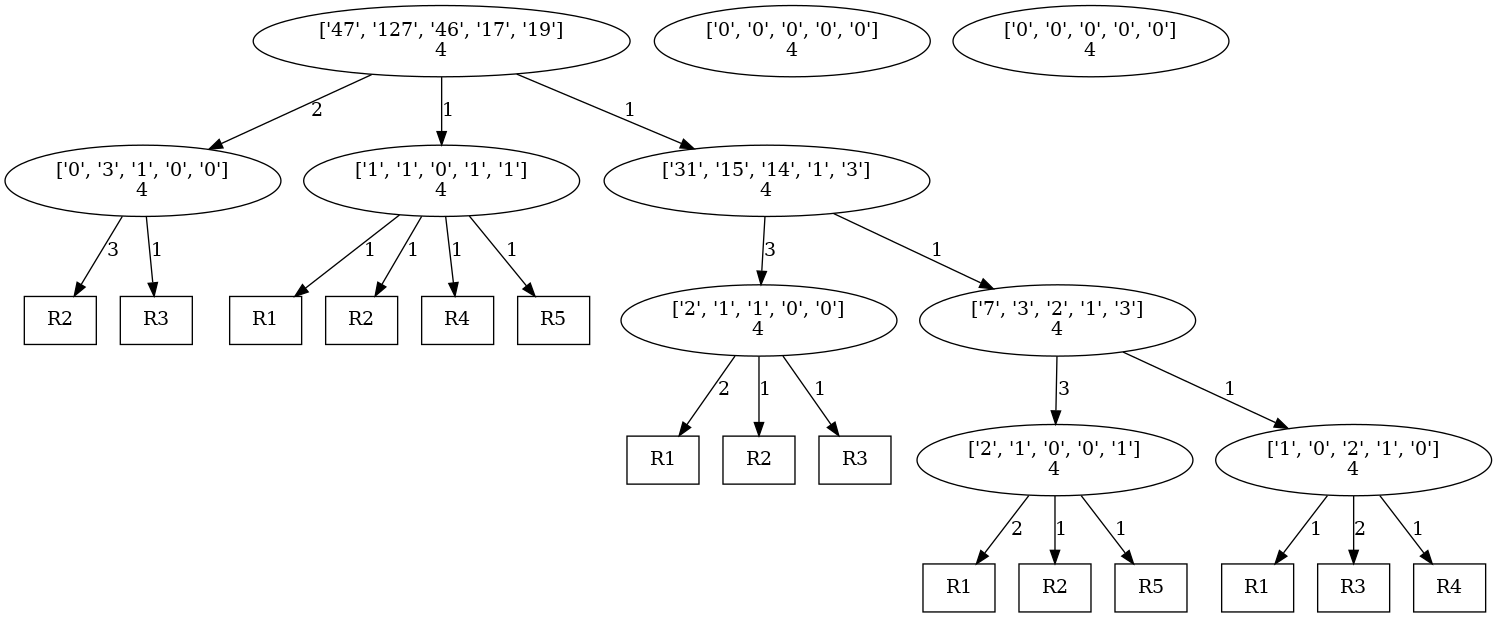 ['47', '127', '46', '17', '19']
4
['0', '0', '0', '0', '0']
4
['0', '0', '0', '0', '0']
4
2
1
1
['0', '3', '1', '0', '0']
4
['1', '1', '0', '1', '1']
4
['31', '15', '14', '1', '3']
4
3
1
1
1
1
1
3
1
R2
R3
R1
R2
R4
R5
['2', '1', '1', '0', '0']
4
['7', '3', '2', '1', '3']
4
2
1
1
3
1
R1
R2
R3
['2', '1', '0', '0', '1']
4
['1', '0', '2', '1', '0']
4
2
1
1
1
2
1
R1
R2
R5
R1
R3
R4